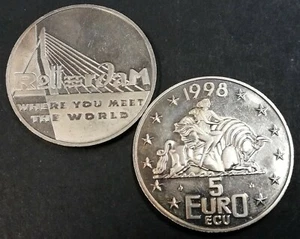 RotterdaM
WHERE YOU MEET
THE WORLD
1998
5
EURO
ECU